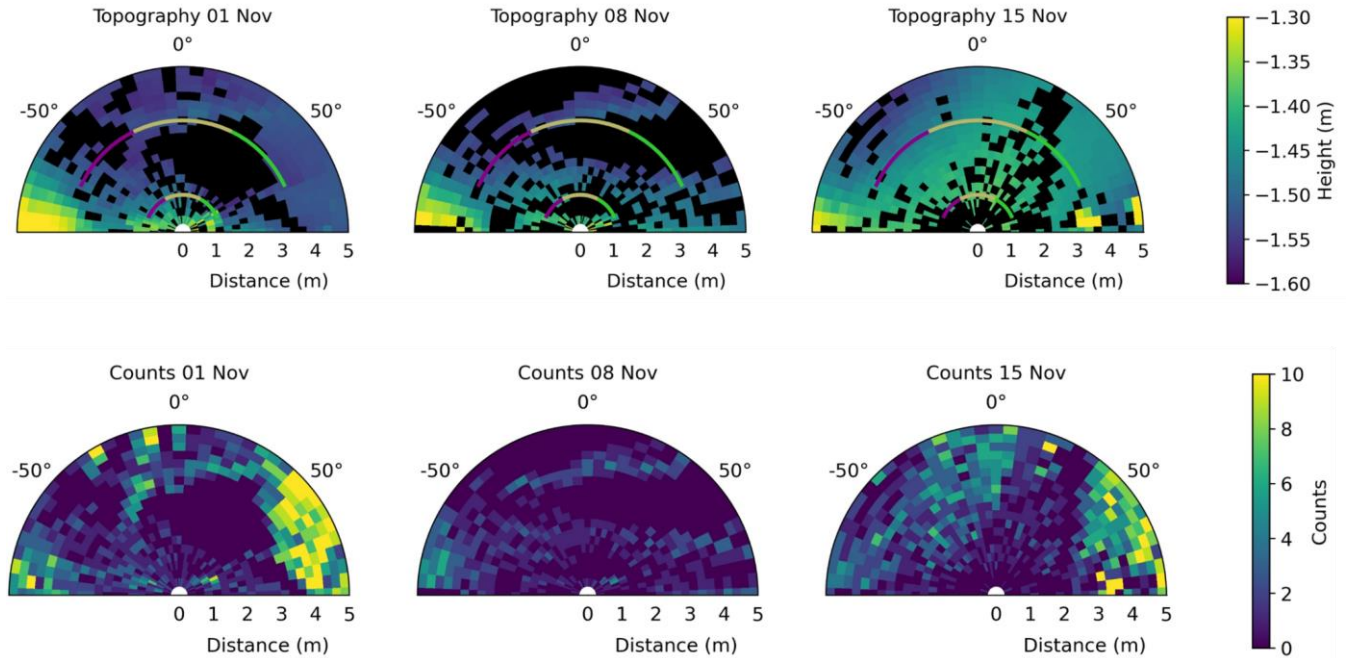 Topography 01 Nov
0°
-50°
50°
0 1 2 3 4 5
Distance (m)
Topography 08 Nov
0°
-50°
50°
0 1 2 3 4 5
Distance (m)
Topography 15 Nov
0°
-50°
50°
0 1 2 3 4 5
Distance (m)
−1.30
−1.35
−1.40
−1.45
−1.50
−1.55
−1.60
Height (m)
Counts 01 Nov
0°
-50°
50°
0 1 2 3 4 5
Distance (m)
Counts 08 Nov
0°
-50°
50°
0 1 2 3 4 5
Distance (m)
Counts 15 Nov
0°
-50°
50°
0 1 2 3 4 5
Distance (m)
10
8
6
4
2
0
Counts